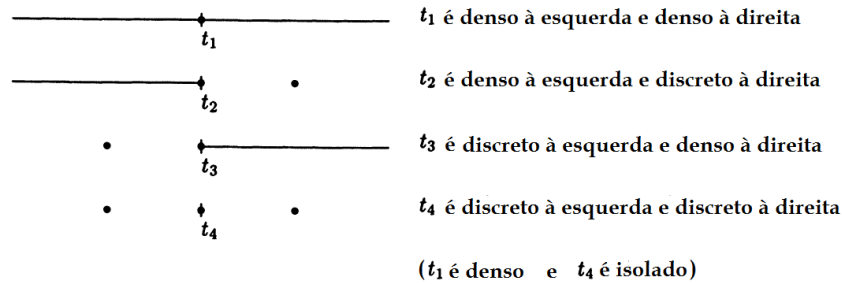 t₁ t₁ é denso à esquerda e denso à direita
t₂ t₂ é denso à esquerda e discreto à direita
t₃ t₃ é discreto à esquerda e denso à direita
t₄ t₄ é discreto à esquerda e discreto à direita
(t₁ é denso e t₄ é isolado)